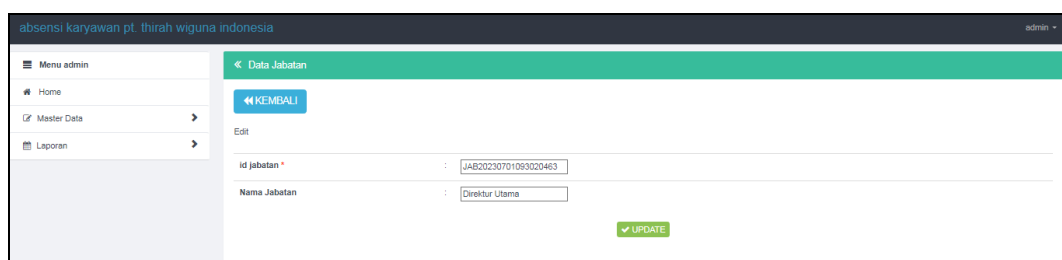 absensi karyawan pt. thirah wiguna indonesia
admin
Menu admin
Home
Master Data
Laporan
Data Jabatan
KEMBALI
Edit
id jabatan * : JAB20230701093020463
Nama Jabatan : Direktur Utama
UPDATE